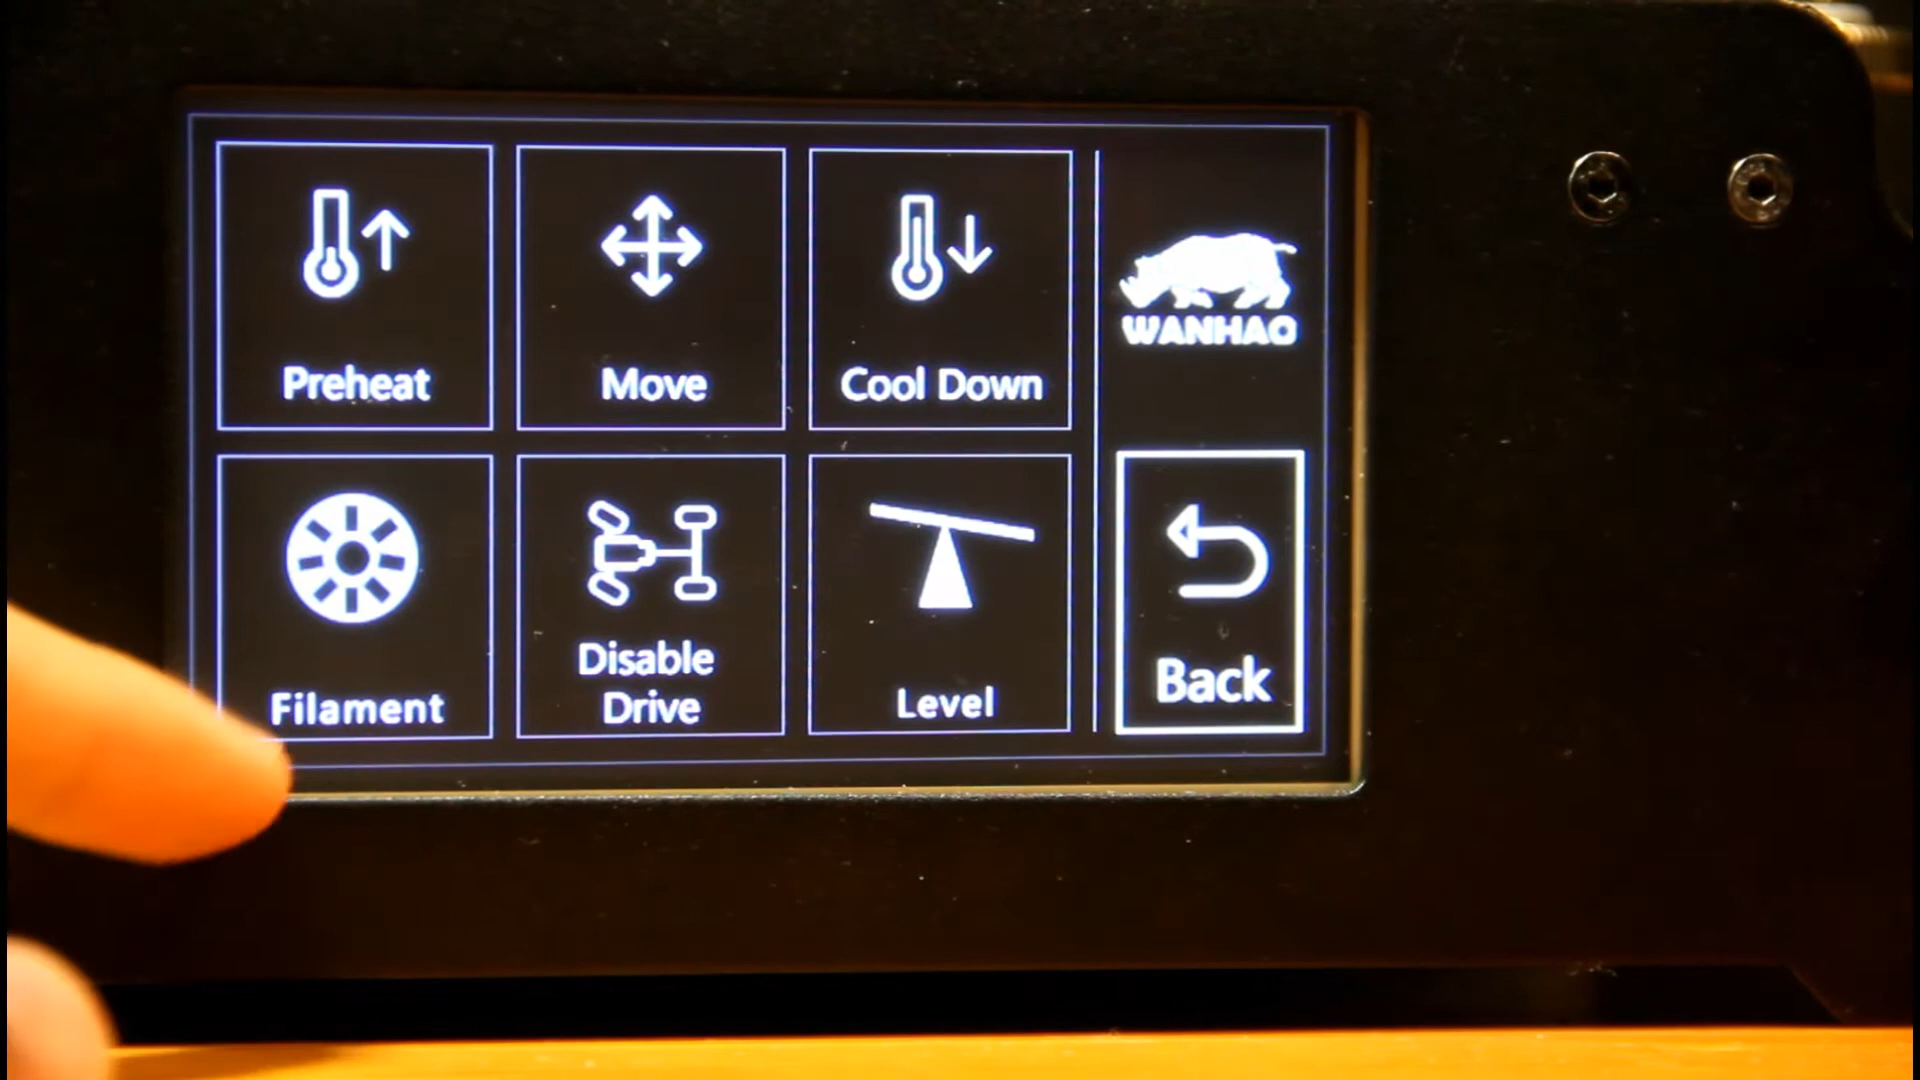 Preheat
Move
Cool Down
WANHAO
Filament
Disable
Drive
Level
Back